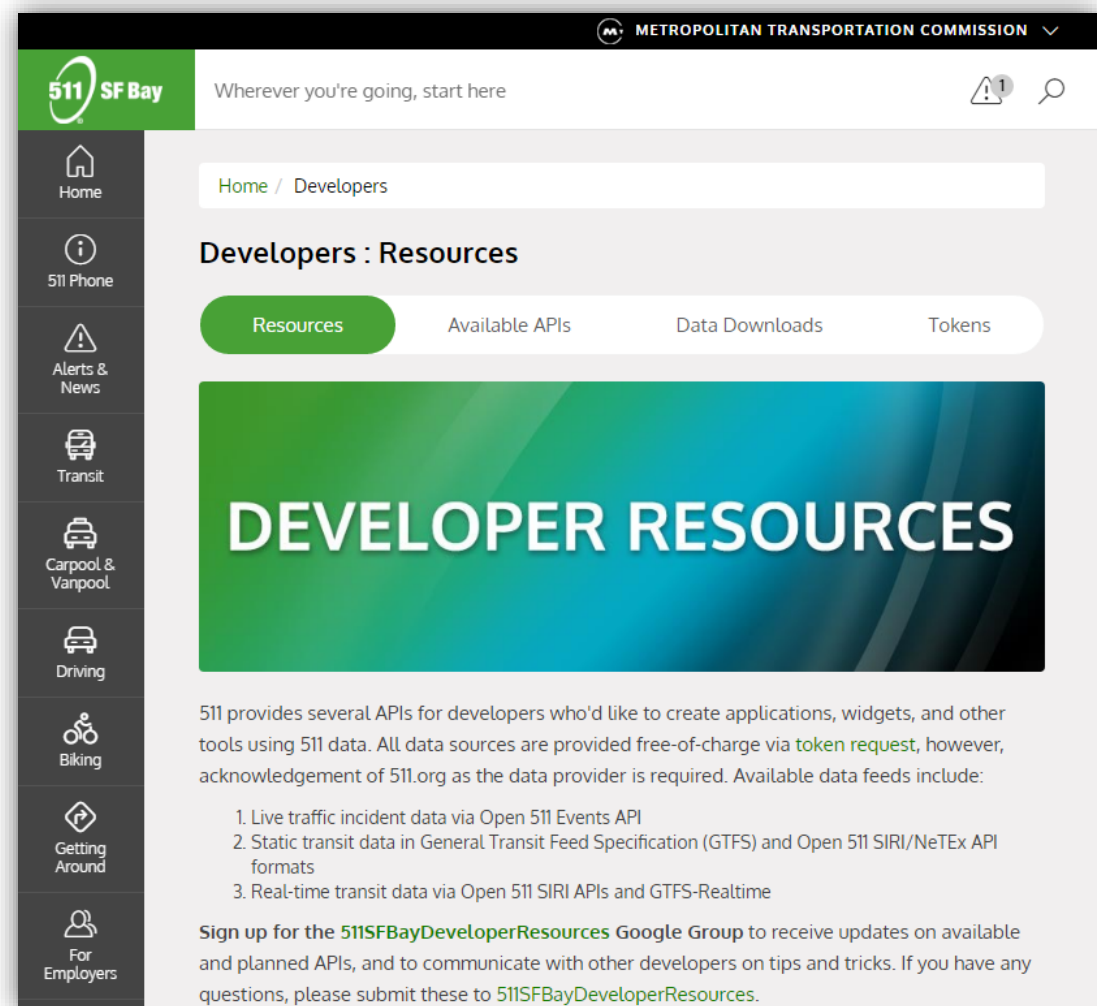 METROPOLITAN TRANSPORTATION COMMISSION
511 SF Bay
Wherever you're going, start here
1
Home
511 Phone
Alerts &
News
Transit
Carpool &
Vanpool
Driving
Biking
Getting
Around
For
Employers
Home / Developers
Developers : Resources
Resources Available APIs Data Downloads Tokens
DEVELOPER RESOURCES
511 provides several APIs for developers who'd like to create applications, widgets, and other
tools using 511 data. All data sources are provided free-of-charge via token request, however,
acknowledgement of 511.org as the data provider is required. Available data feeds include:
1. Live traffic incident data via Open 511 Events API
2. Static transit data in General Transit Feed Specification (GTFS) and Open 511 SIRI/NeTEx API
formats
3. Real-time transit data via Open 511 SIRI APIs and GTFS-Realtime
Sign up for the 511SFBayDeveloperResources Google Group to receive updates on available
and planned APIs, and to communicate with other developers on tips and tricks. If you have any
questions, please submit these to 511SFBayDeveloperResources.